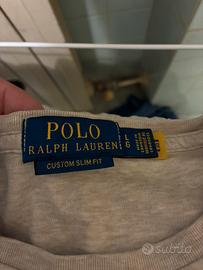 POLO
RALPH LAUREN
CUSTOM SLIM FIT
L
G
subito